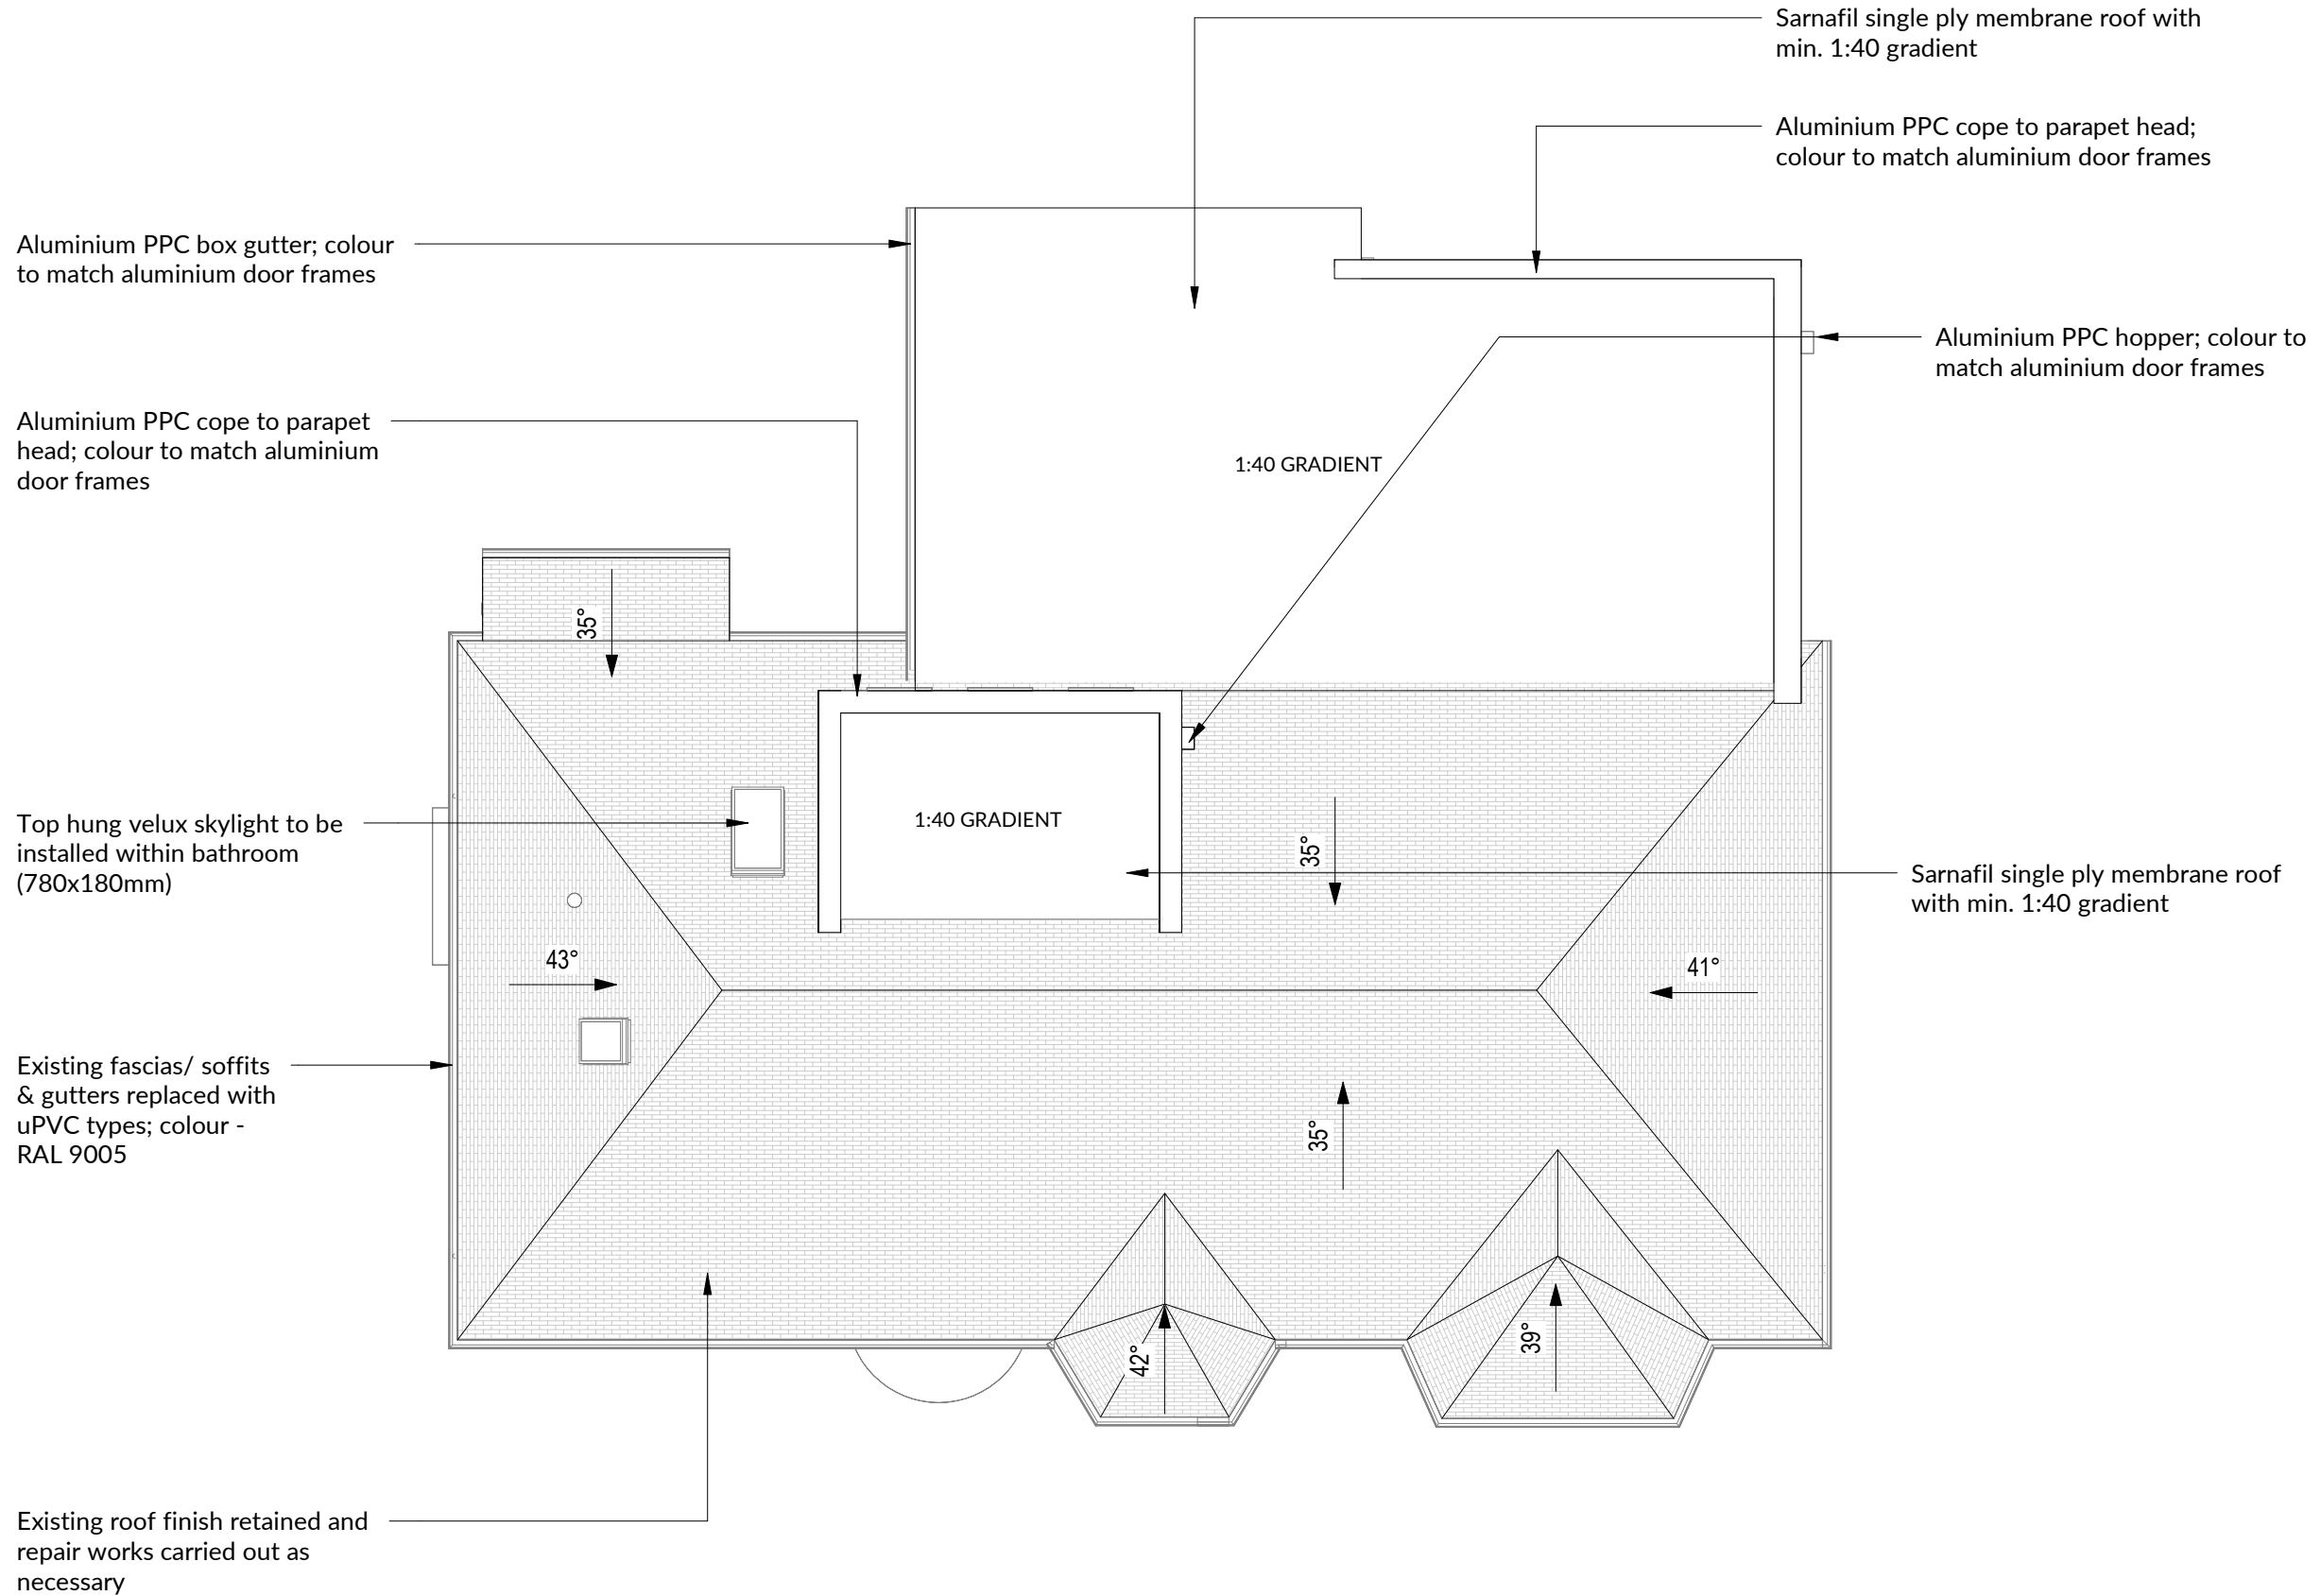 Sarnafil single ply membrane roof with
min. 1:40 gradient
Aluminium PPC cope to parapet head;
colour to match aluminium door frames
Aluminium PPC box gutter; colour
to match aluminium door frames
Aluminium PPC hopper; colour to
match aluminium door frames
Aluminium PPC cope to parapet
head; colour to match aluminium
door frames
1:40 GRADIENT
35°
Top hung velux skylight to be
installed within bathroom
(780x180mm)
1:40 GRADIENT
35°
Sarnafil single ply membrane roof
with min. 1:40 gradient
43°
41°
Existing fascias/ soffits
& gutters replaced with
uPVC types; colour -
RAL 9005
35°
42°
39°
Existing roof finish retained and
repair works carried out as
necessary